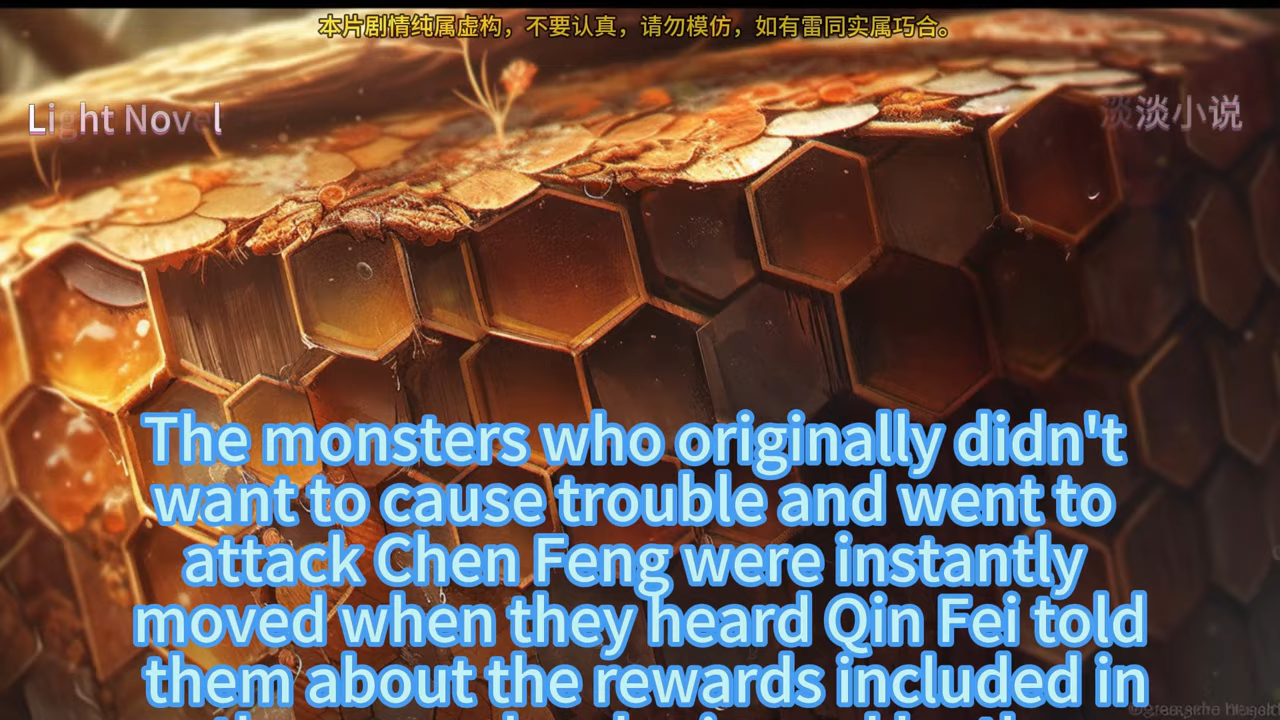 本片剧情纯属虚构，不要认真，请勿模仿，如有雷同实属巧合。
Light Novel
淡淡小说
The monsters who originally didn't
want to cause trouble and went to
attack Chen Feng were instantly
moved when they heard Qin Fei told
them about the rewards included in